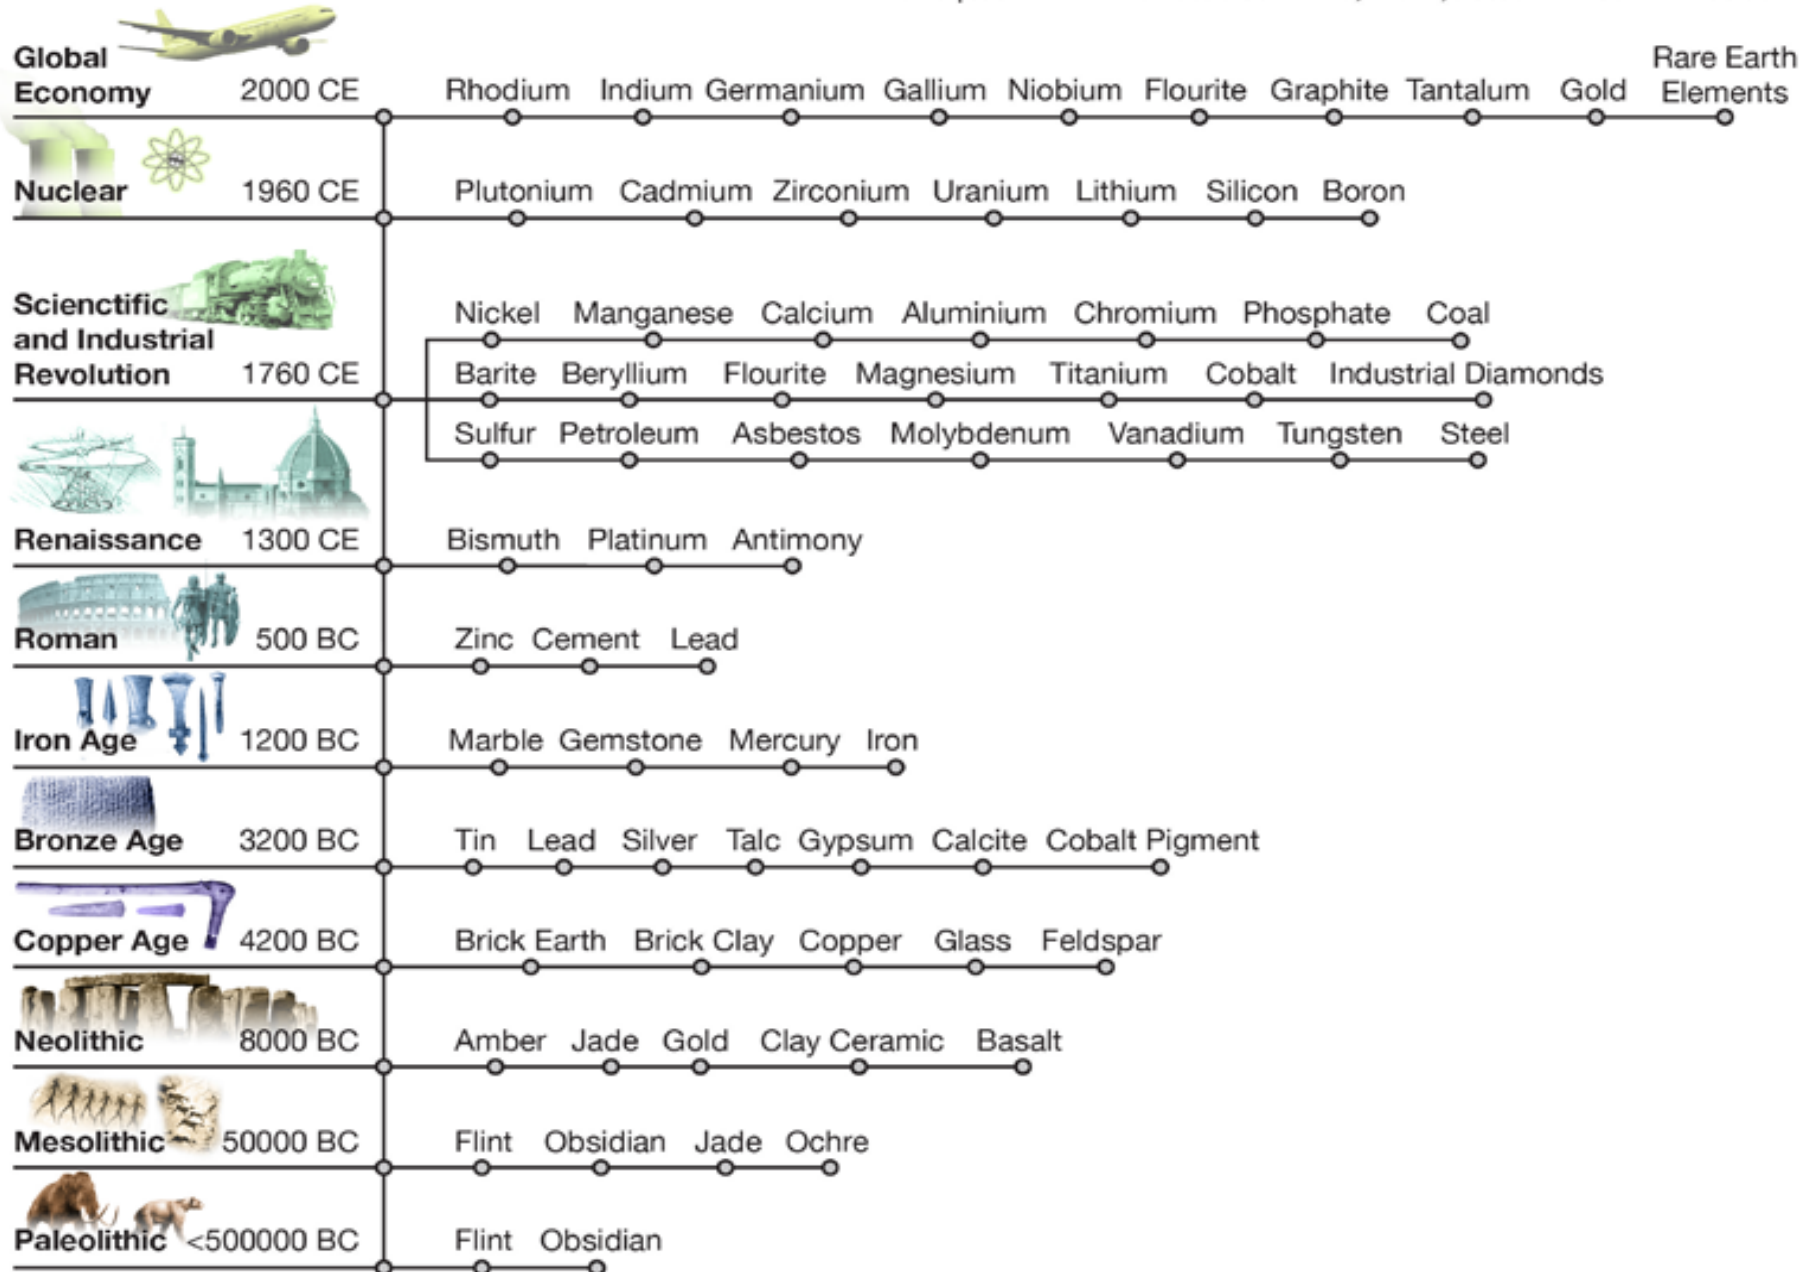 Global
Economy 2000 CE Rhodium Indium Germanium Gallium Niobium Flourite Graphite Tantalum Gold Rare Earth Elements
Nuclear 1960 CE Plutonium Cadmium Zirconium Uranium Lithium Silicon Boron
Scienctific
and Industrial
Revolution 1760 CE
Nickel Manganese Calcium Aluminium Chromium Phosphate Coal
Barite Beryllium Flourite Magnesium Titanium Cobalt Industrial Diamonds
Sulfur Petroleum Asbestos Molybdenum Vanadium Tungsten Steel
Renaissance 1300 CE Bismuth Platinum Antimony
Roman 500 BC Zinc Cement Lead
Iron Age 1200 BC Marble Gemstone Mercury Iron
Bronze Age 3200 BC Tin Lead Silver Talc Gypsum Calcite Cobalt Pigment
Copper Age 4200 BC Brick Earth Brick Clay Copper Glass Feldspar
Neolithic 8000 BC Amber Jade Gold Clay Ceramic Basalt
Mesolithic 50000 BC Flint Obsidian Jade Ochre
Paleolithic <500000 BC Flint Obsidian